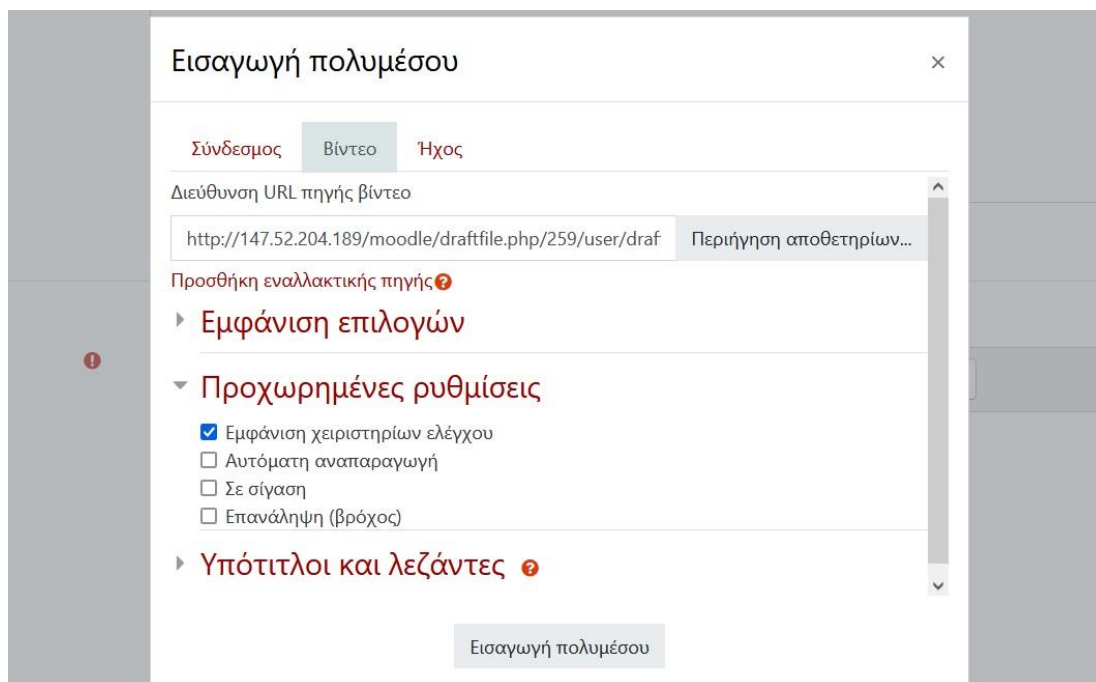 Εισαγωγή πολυμέσου ×
Σύνδεσμος Βίντεο Ήχος
Διεύθυνση URL πηγής βίντεο
http://147.52.204.189/moodle/draftfile.php/259/user/draf Περιήγηση αποθετηρίων...
Προσθήκη εναλλακτικής πηγής
Εμφάνιση επιλογών
Προχωρημένες ρυθμίσεις
Εμφάνιση χειριστηρίων ελέγχου
Αυτόματη αναπαραγωγή
Σε σίγαση
Επανάληψη (βρόχος)
Υπότιτλοι και λεζάντες
Εισαγωγή πολυμέσου